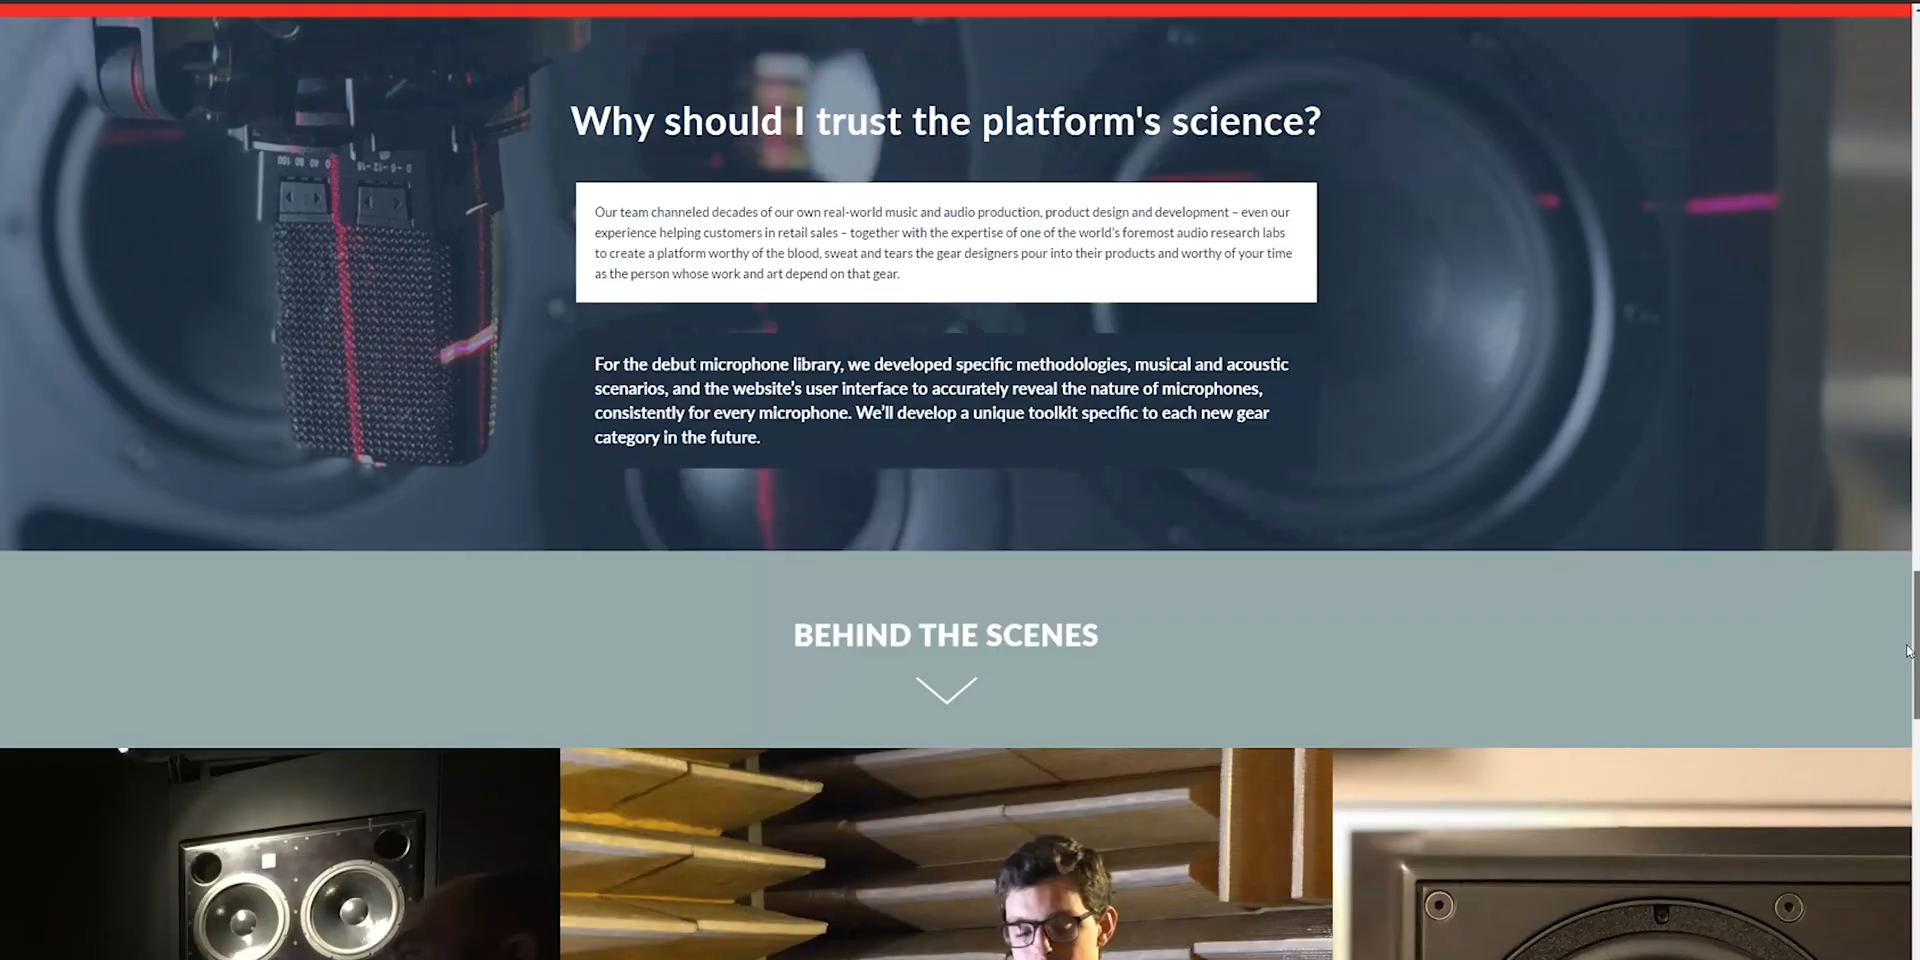 Why should I trust the platform's science?
Our team channeled decades of our own real-world music and audio production, product design and development – even our
experience helping customers in retail sales – together with the expertise of one of the world's foremost audio research labs
to create a platform worthy of the blood, sweat and tears the gear designers pour into their products and worthy of your time
as the person whose work and art depend on that gear.
For the debut microphone library, we developed specific methodologies, musical and acoustic
scenarios, and the website's user interface to accurately reveal the nature of microphones,
consistently for every microphone. We'll develop a unique toolkit specific to each new gear
category in the future.
BEHIND THE SCENES